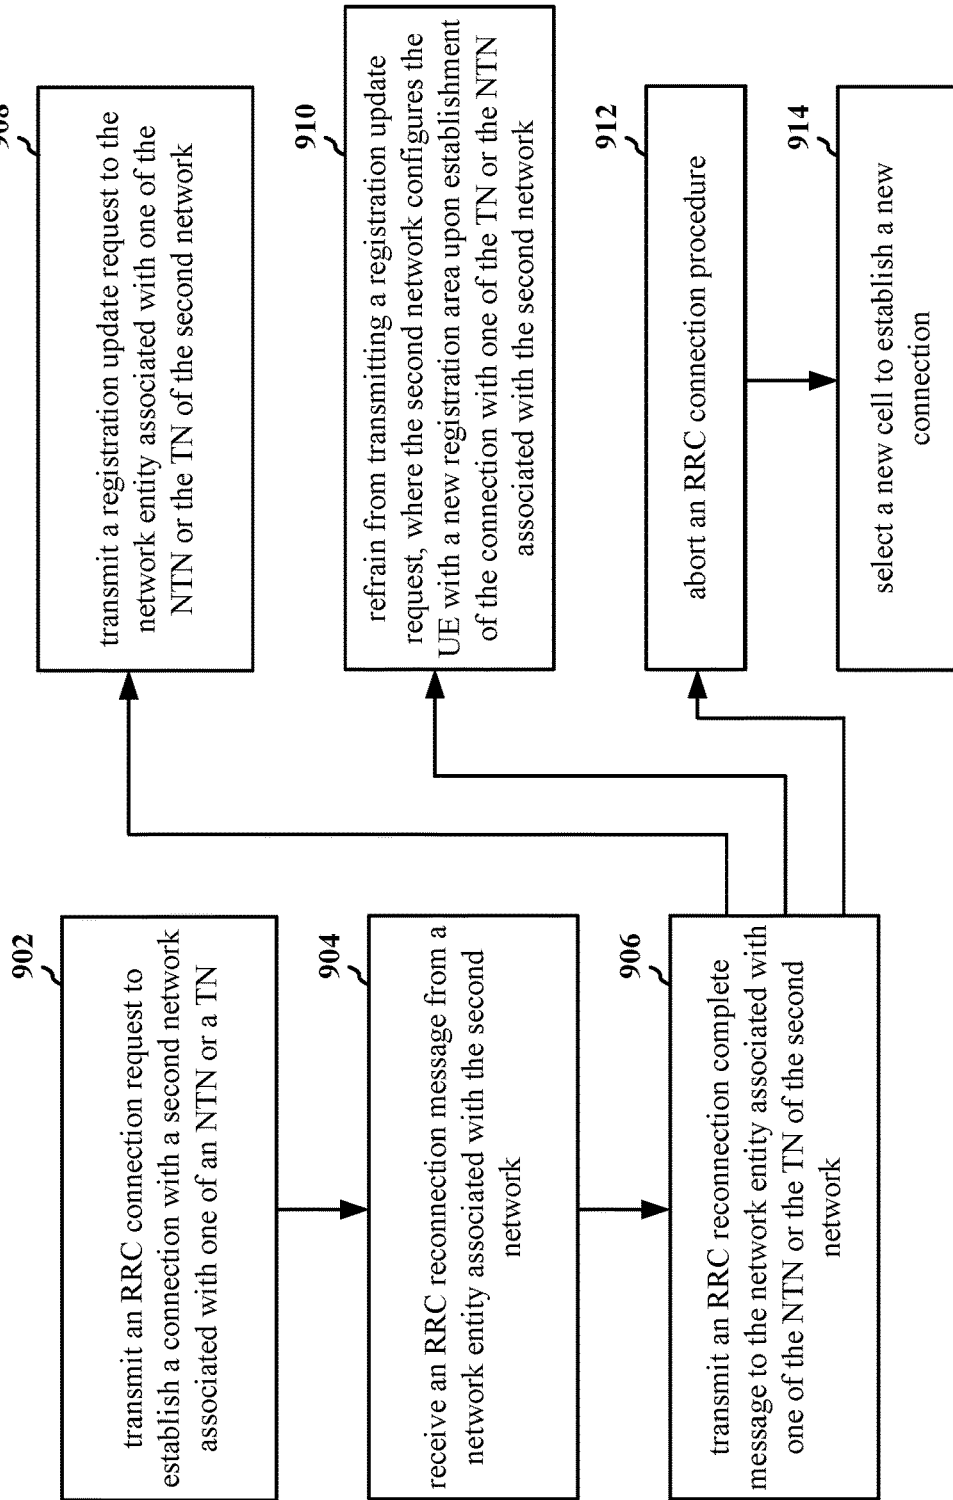 902
transmit an RRC connection request to
establish a connection with a second network
associated with one of an NTN or a TN
904
receive an RRC reconnection message from a
network entity associated with the second
network
906
transmit an RRC reconnection complete
message to the network entity associated with
one of the NTN or the TN of the second
network
908
transmit a registration update request to the
network entity associated with one of the
NTN or the TN of the second network
910
refrain from transmitting a registration update
request, where the second network configures the
UE with a new registration area upon establishment
of the connection with one of the TN or the NTN
associated with the second network
912
abort an RRC connection procedure
914
select a new cell to establish a new
connection